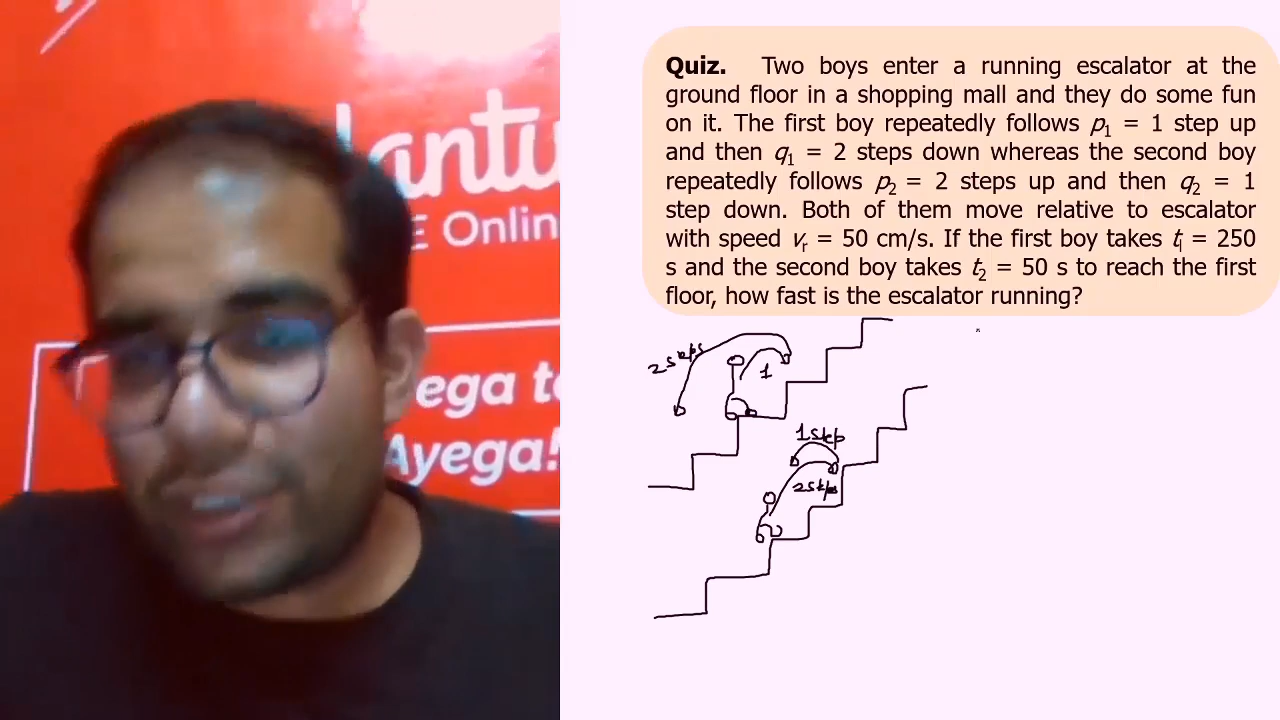 lantu
E Onlin
ega to
Ayega!
Quiz. Two boys enter a running escalator at the
ground floor in a shopping mall and they do some fun
on it. The first boy repeatedly follows p₁ = 1 step up
and then q₁ = 2 steps down whereas the second boy
repeatedly follows p₂ = 2 steps up and then q₂ = 1
step down. Both of them move relative to escalator
with speed vᵣ = 50 cm/s. If the first boy takes t₁ = 250
s and the second boy takes t₂ = 50 s to reach the first
floor, how fast is the escalator running?
2 steps
1
1 step
2 steps